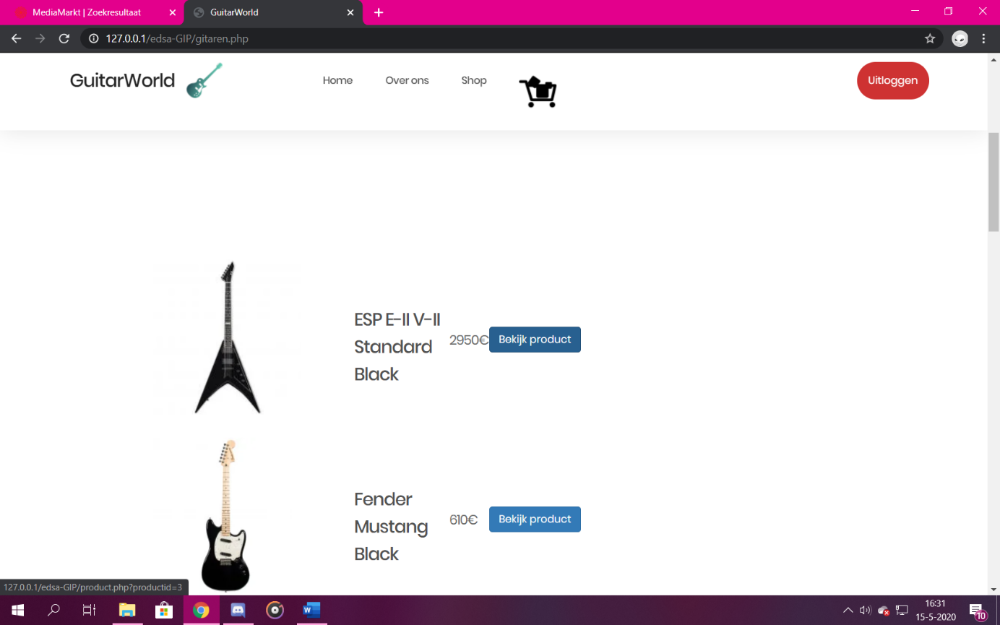 MediaMarkt | Zoekresultaat
GuitarWorld
127.0.0.1/edsa-GIP/gitaren.php
GuitarWorld
Home
Over ons
Shop
Uitloggen
ESP E-II V-II
Standard
Black
2950€
Bekijk product
Fender
Mustang
Black
610€
Bekijk product
127.0.0.1/edsa-GIP/product.php?productid=3
W
16:31
15-5-2020
10